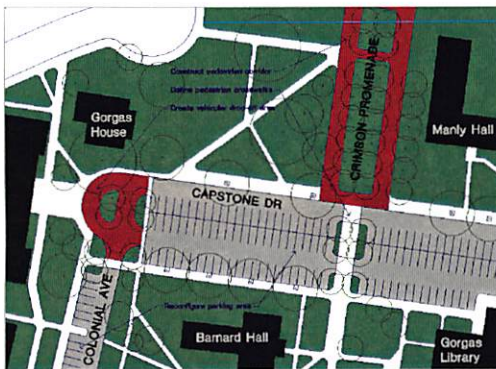 Construct pedestrian corridor
Define pedestrian crosswalks
Create vehicular drop-off area
Gorgas
House
CRIMSON PROMENADE
Manly Hall
CAPSTONE DR
COLONIAL AVE
Reconfigure parking area
Barnard Hall
Gorgas
Library